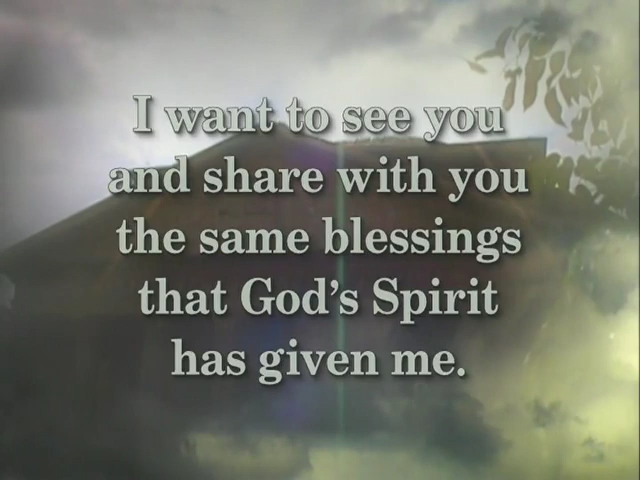 I want to see you
and share with you
the same blessings
that God’s Spirit
has given me.